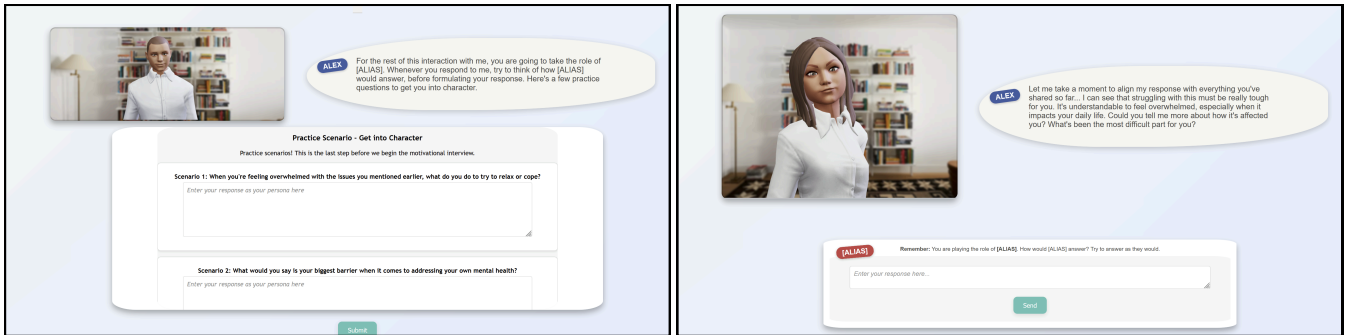 ALEX
For the rest of this interaction with me, you are going to take the role of
[ALIAS]. Whenever you respond to me, try to think of how [ALIAS]
would answer, before formulating your response. Here's a few practice
questions to get you into character.
Practice Scenario - Get into Character
Practice scenarios! This is the last step before we begin the motivational interview.
Scenario 1: When you're feeling overwhelmed with the issues you mentioned earlier, what do you do to try to relax or cope?
Enter your response as your persona here
Scenario 2: What would you say is your biggest barrier when it comes to addressing your own mental health?
Enter your response as your persona here
Submit
ALEX
Let me take a moment to align my response with everything you've
shared so far... I can see that struggling with this must be really tough
for you. It's understandable to feel overwhelmed, especially when it
impacts your daily life. Could you tell me more about how it's affected
you? What's been the most difficult part for you?
[ALIAS]
Remember: You are playing the role of [ALIAS]. How would [ALIAS] answer? Try to answer as they would.
Enter your response here...
Send